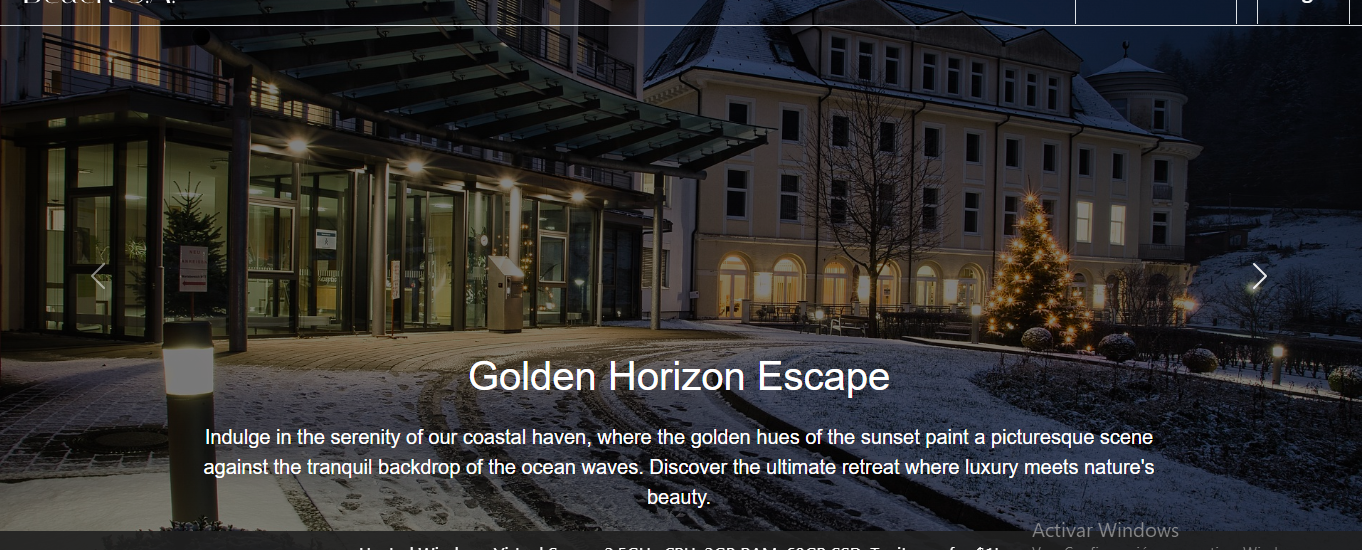 Beach S.A.
Golden Horizon Escape
Indulge in the serenity of our coastal haven, where the golden hues of the sunset paint a picturesque scene
against the tranquil backdrop of the ocean waves. Discover the ultimate retreat where luxury meets nature's
beauty.
Activar Windows